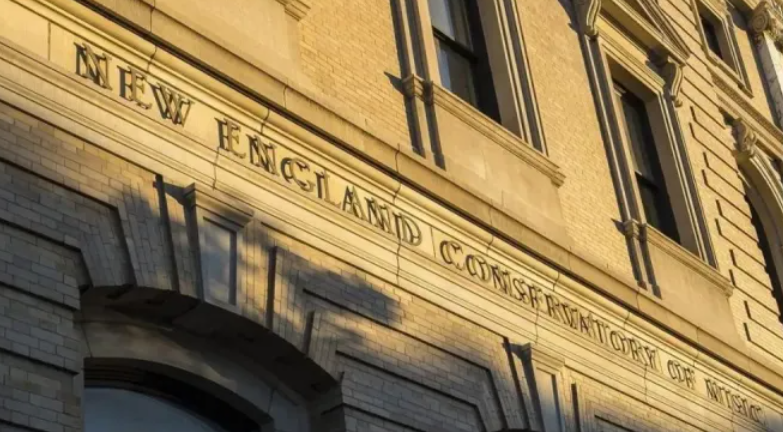 NEW ENGLAND CONSERVATORY OF MUSIC